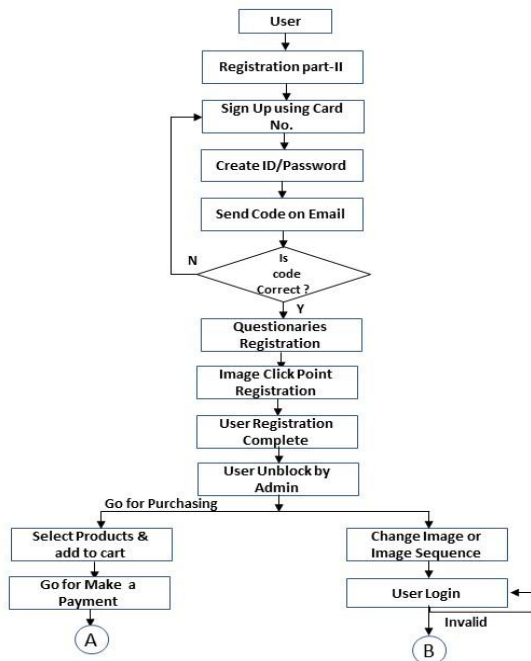 User
Registration part-II
Sign Up using Card
No.
Create ID/Password
Send Code on Email
N
Is
code
Correct ?
Y
Questionaries
Registration
Image Click Point
Registration
User Registration
Complete
User Unblock by
Admin
Go for Purchasing
Select Products &
add to cart
Change Image or
Image Sequence
Go for Make a
Payment
User Login
Invalid
A
B